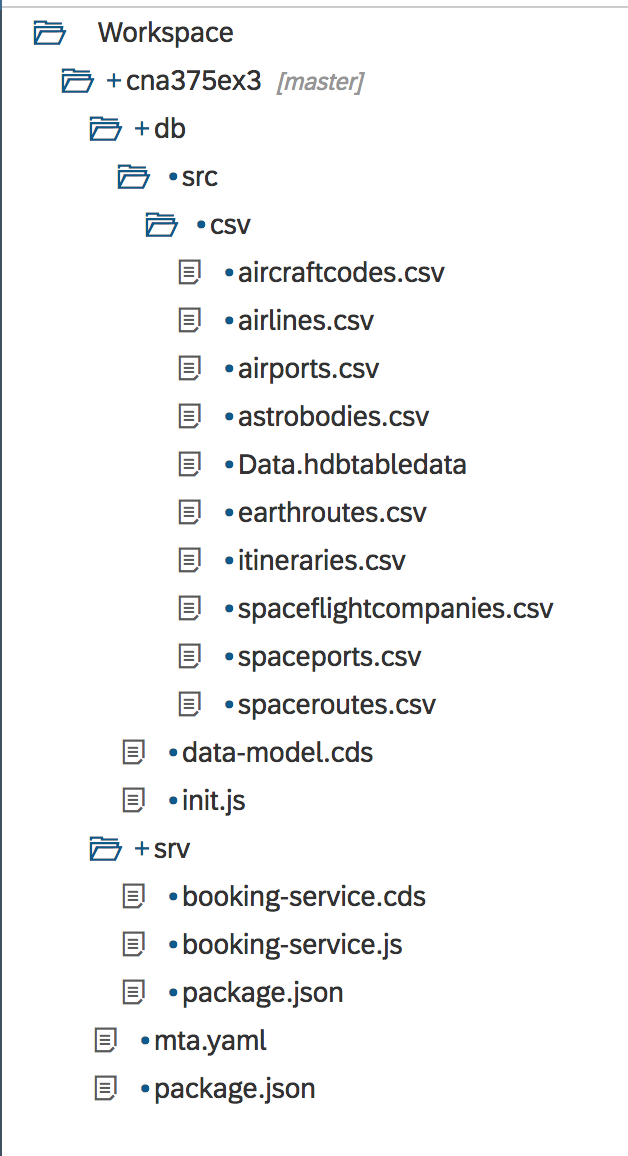 Workspace
+cna375ex3 [master]
+db
•src
•csv
•aircraftcodes.csv
•airlines.csv
•airports.csv
•astrobodies.csv
•Data.hdbtabledata
•earthroutes.csv
•itineraries.csv
•spaceflightcompanies.csv
•spaceports.csv
•spaceroutes.csv
•data-model.cds
•init.js
+srv
•booking-service.cds
•booking-service.js
•package.json
•mta.yaml
•package.json